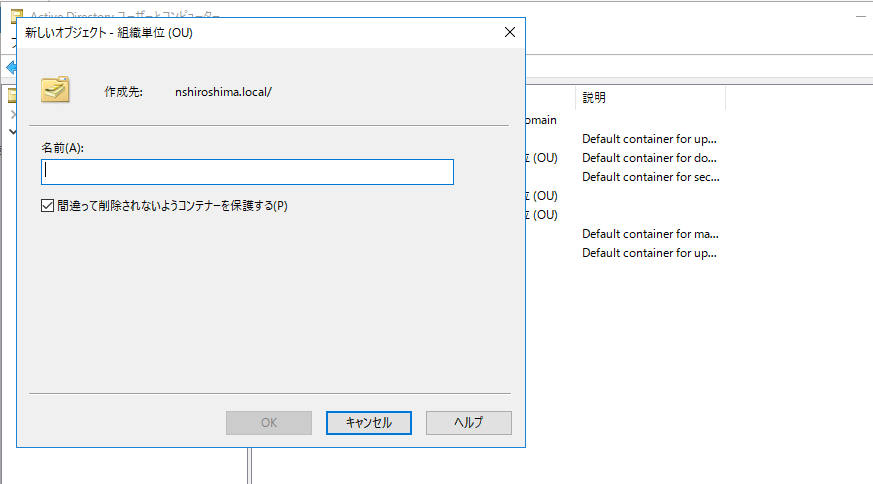 Active Directory ユーザーとコンピューター
新しいオブジェクト - 組織単位 (OU)
作成先:
nshiroshima.local/
名前(A):
間違って削除されないようコンテナーを保護する(P)
OK
キャンセル
ヘルプ
説明
omain
Default container for up...
(OU)
Default container for do...
Default container for sec...
(OU)
(OU)
Default container for ma...
Default container for up...